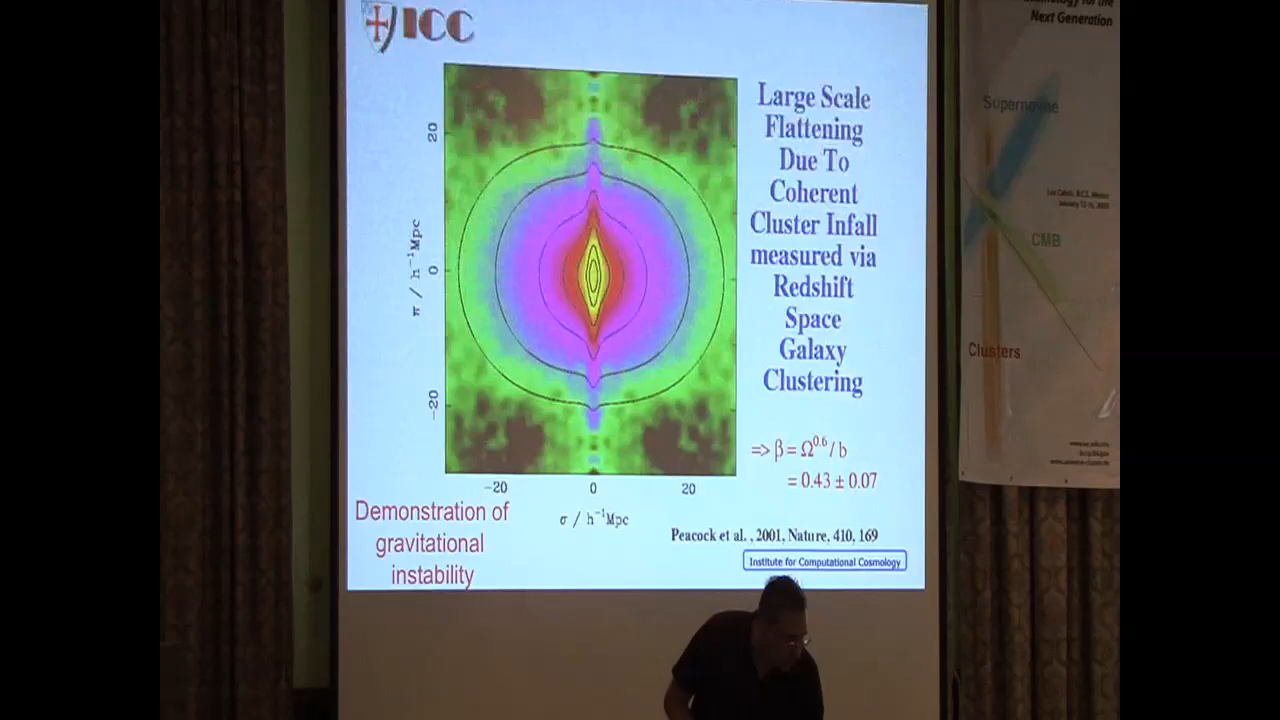 ICC
Large Scale
Flattening
Due To
Coherent
Cluster Infall
measured via
Redshift
Space
Galaxy
Clustering
=> β = Ω^0.6 / b
= 0.43 ± 0.07
20
0
-20
π / h⁻¹Mpc
-20 0 20
σ / h⁻¹Mpc
Demonstration of
gravitational
instability
Peacock et al. , 2001, Nature, 410, 169
Institute for Computational Cosmology
for the
Next Generation
Supernovae
CMB
Clusters